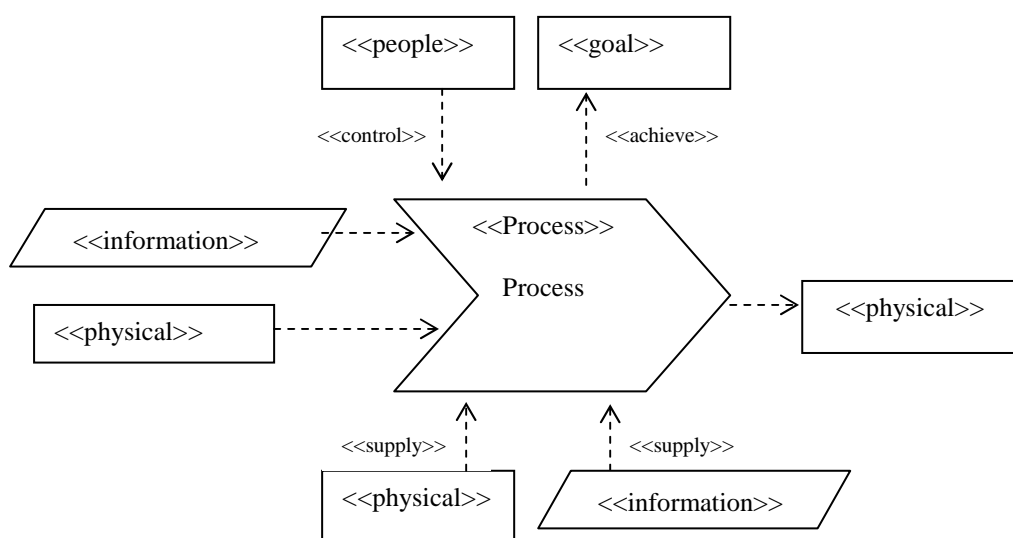 <<people>>
<<goal>>
<<control>>
<<achieve>>
<<information>>
<<Process>>
Process
<<physical>>
<<physical>>
<<supply>>
<<supply>>
<<physical>>
<<information>>